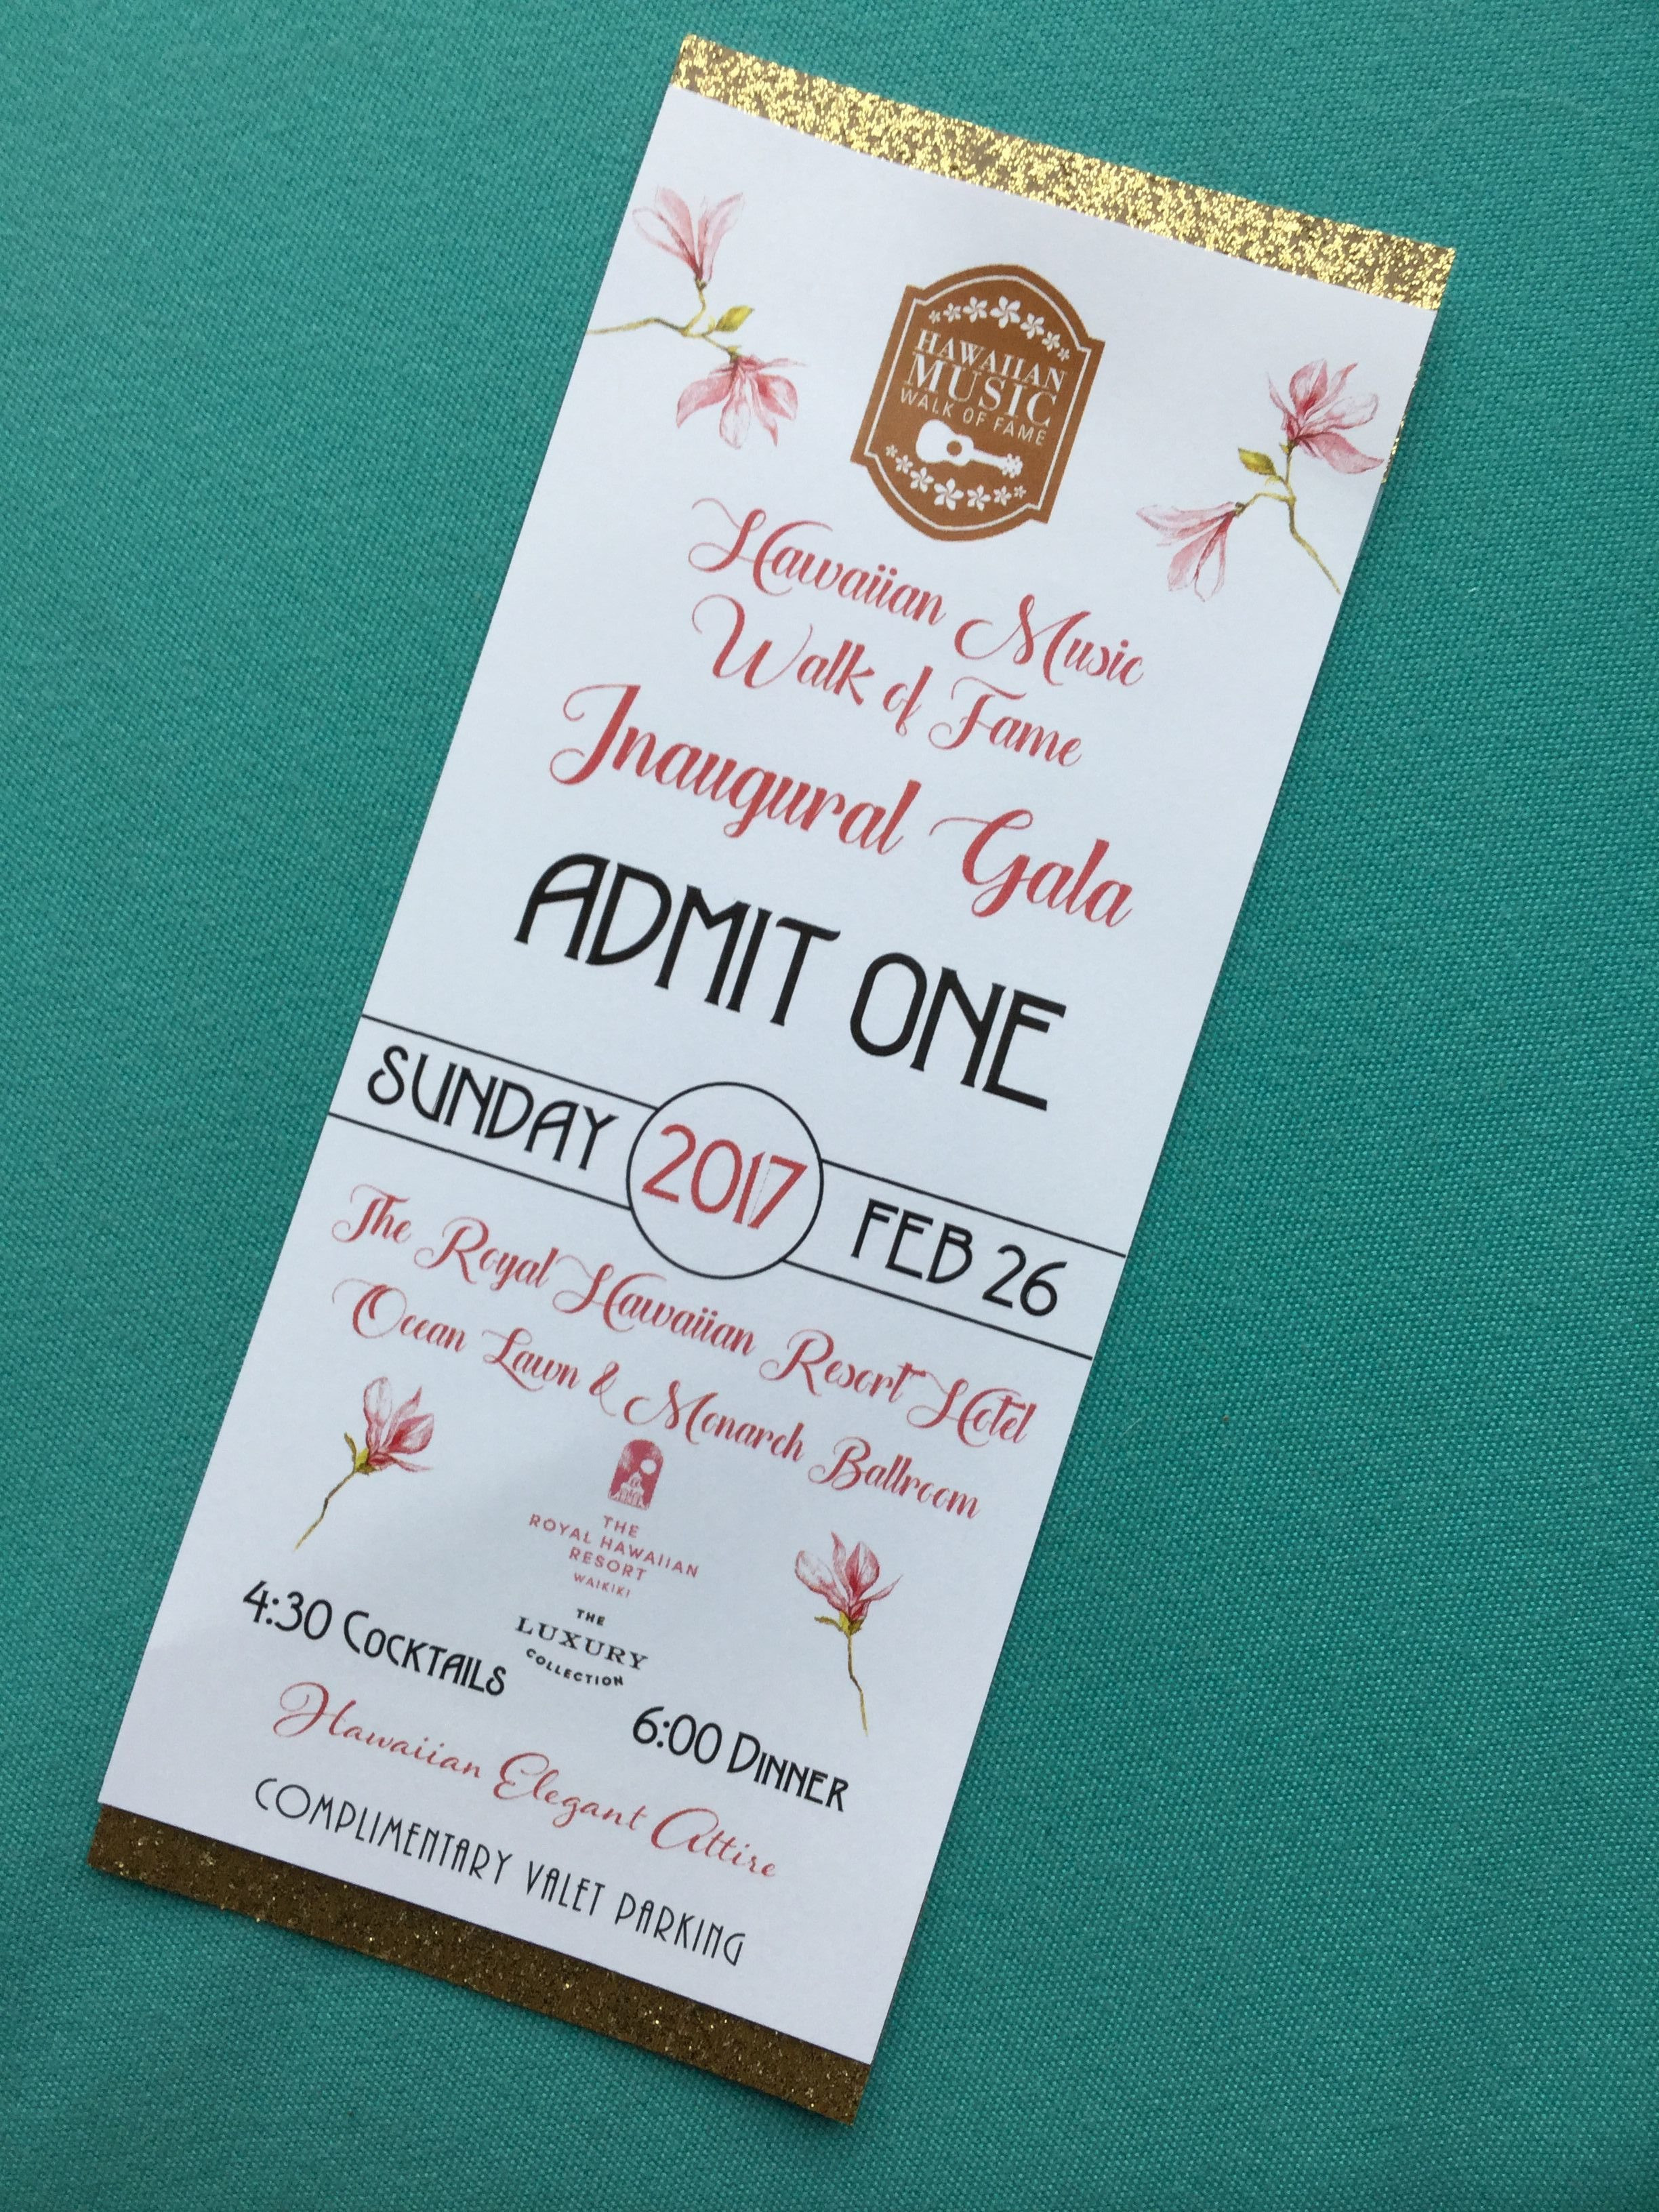 HAWAIIAN
MUSIC
WALK OF FAME
Hawaiian Music
Walk of Fame
Inaugural Gala
ADMIT ONE
SUNDAY 2017 FEB 26
The Royal Hawaiian Resort Hotel
Ocean Lawn & Monarch Ballroom
THE
ROYAL HAWAIIAN
RESORT
WAIKIKI
THE
LUXURY
COLLECTION
4:30 COCKTAILS
6:00 DINNER
Hawaiian Elegant Attire
COMPLIMENTARY VALET PARKING